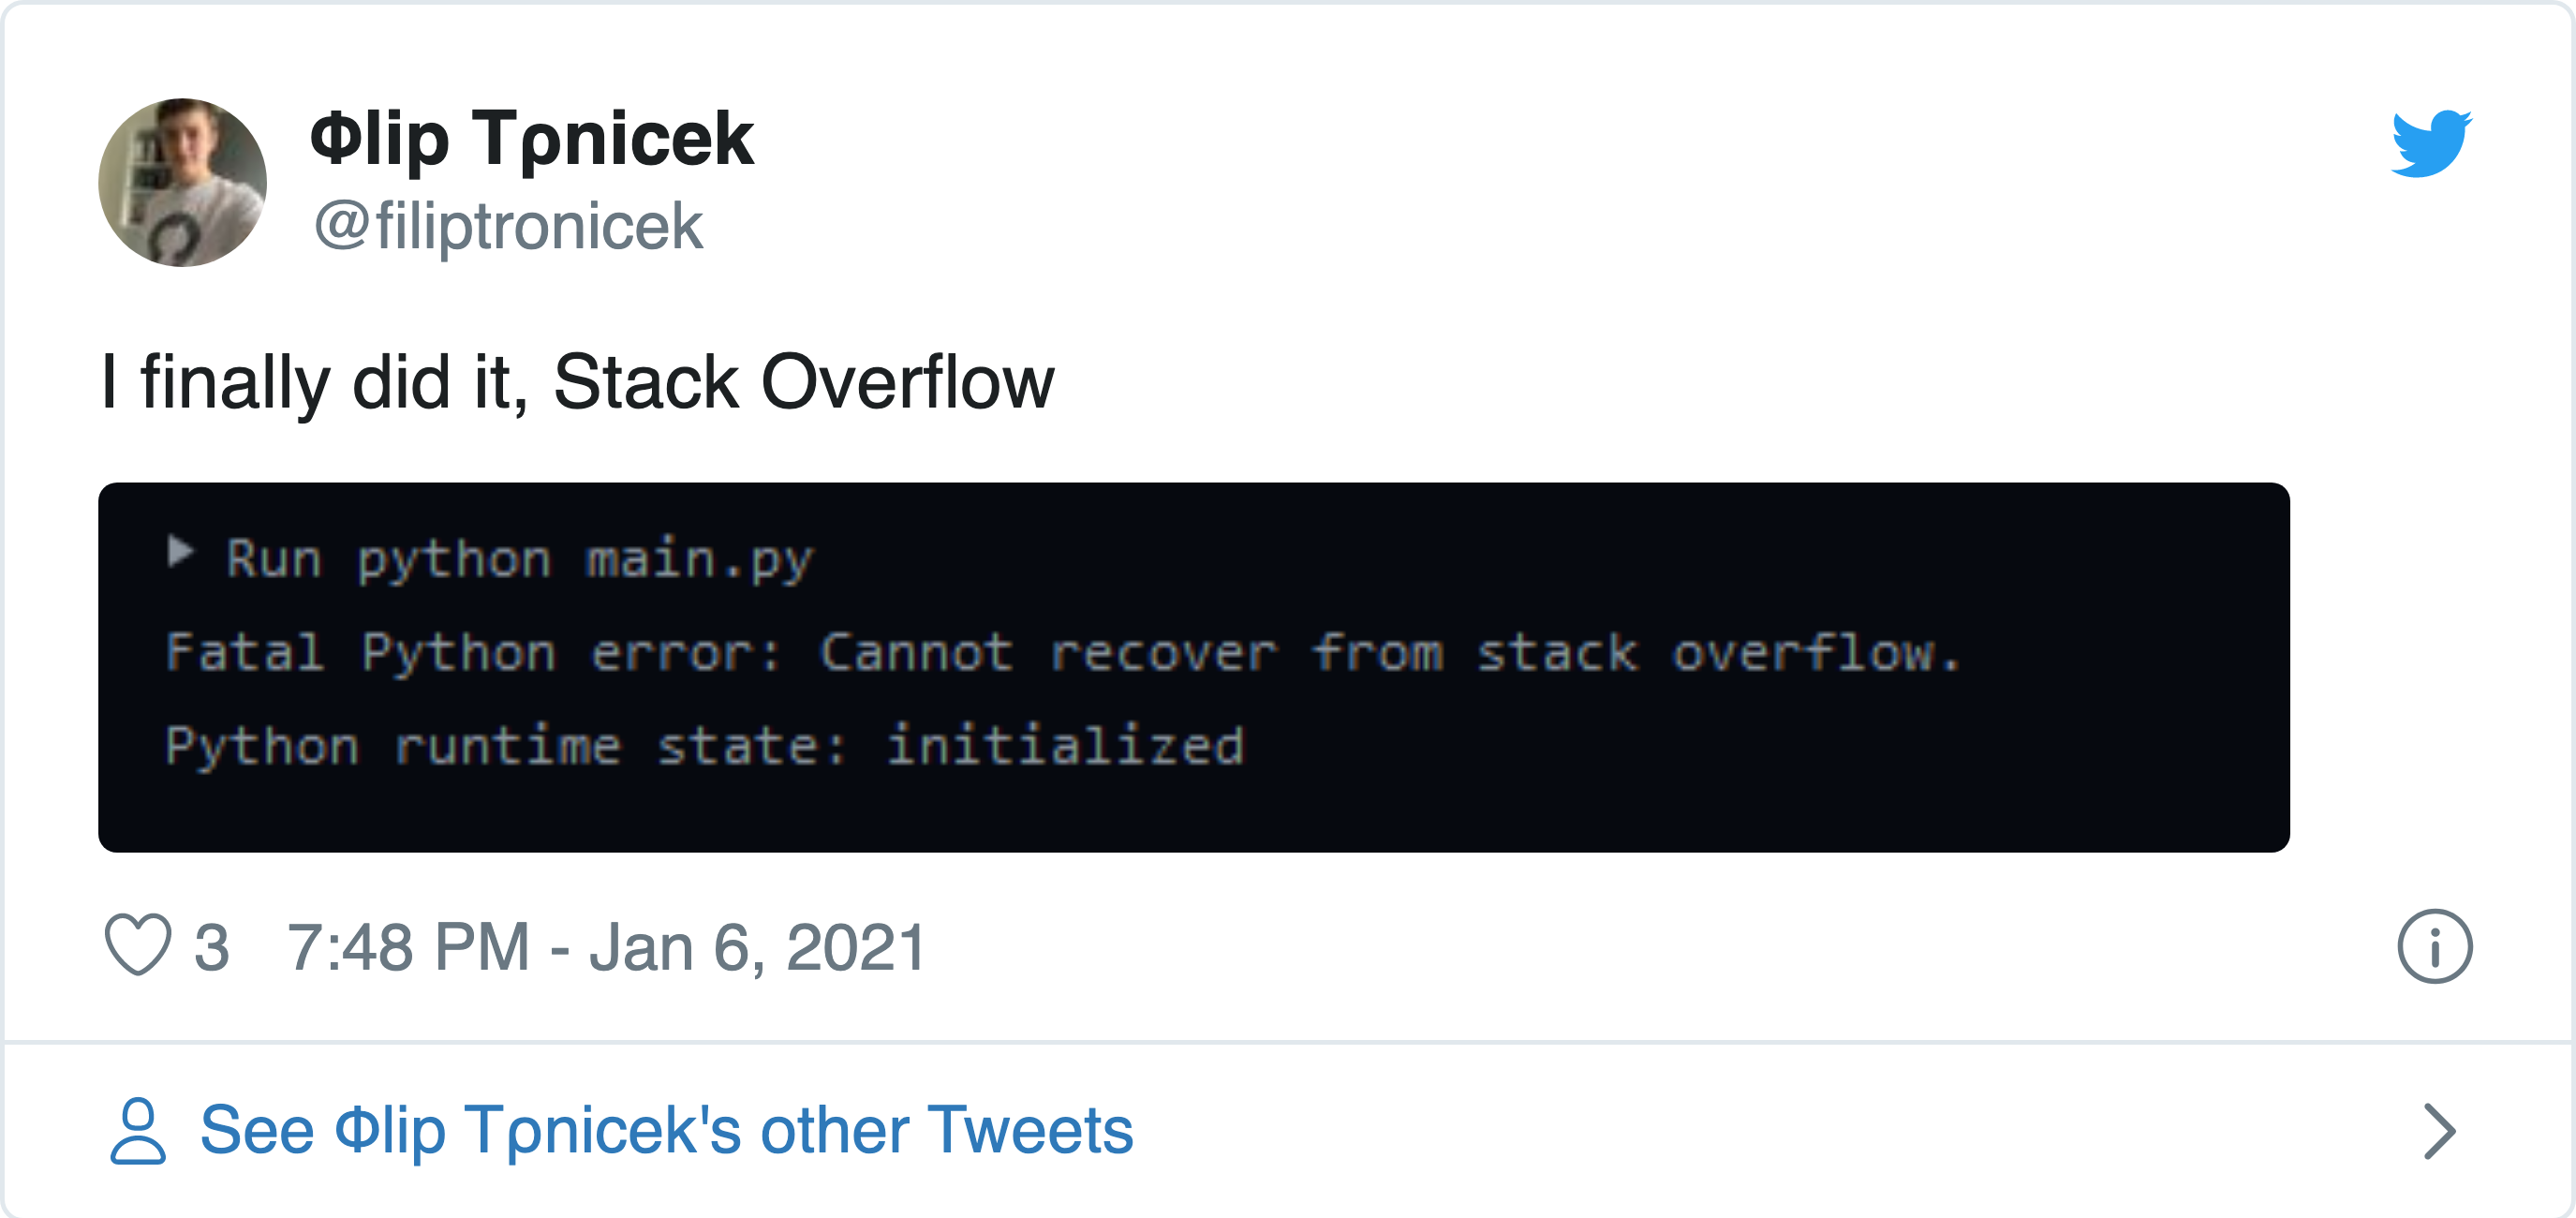 Φlip Tρnicek
@filiptronicek
I finally did it, Stack Overflow
Run python main.py
Fatal Python error: Cannot recover from stack overflow.
Python runtime state: initialized
3 7:48 PM - Jan 6, 2021
See Φlip Tρnicek's other Tweets